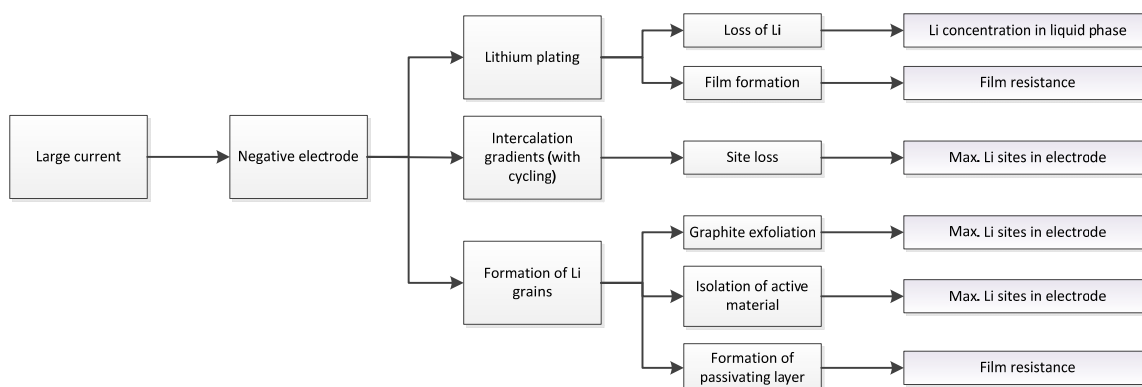 Large current
Negative electrode
Lithium plating
Loss of Li
Li concentration in liquid phase
Film formation
Film resistance
Intercalation
gradients (with
cycling)
Site loss
Max. Li sites in electrode
Formation of Li
grains
Graphite exfoliation
Max. Li sites in electrode
Isolation of active
material
Max. Li sites in electrode
Formation of
passivating layer
Film resistance